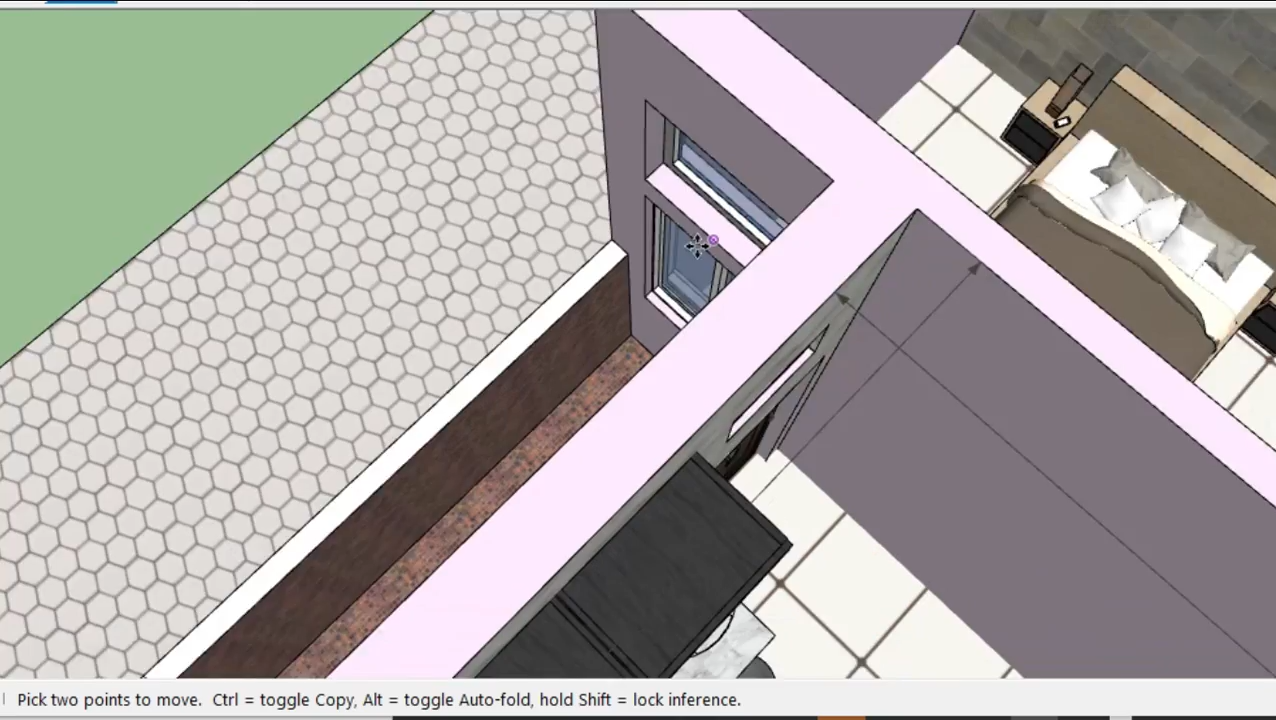 Pick two points to move. Ctrl = toggle Copy, Alt = toggle Auto-fold, hold Shift = lock inference.